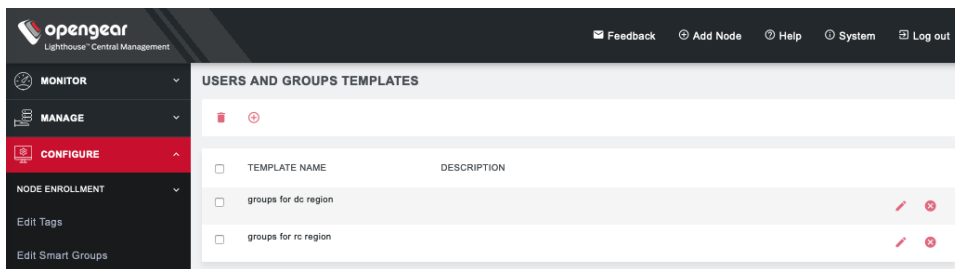 opengear
Lighthouse™ Central Management
Feedback
Add Node
Help
System
Log out
MONITOR
MANAGE
CONFIGURE
NODE ENROLLMENT
Edit Tags
Edit Smart Groups
USERS AND GROUPS TEMPLATES
TEMPLATE NAME DESCRIPTION
groups for dc region
groups for rc region